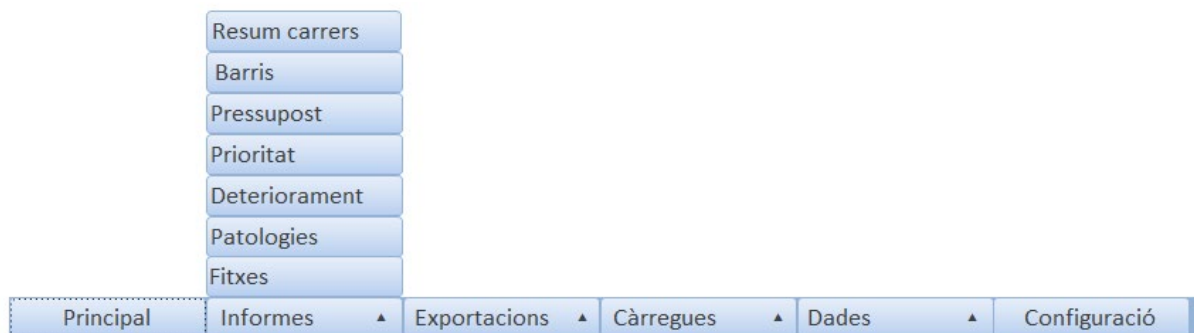 Resum carrers
Barris
Pressupost
Prioritat
Deteriorament
Patologies
Fitxes
Principal Informes ▲ Exportacions ▲ Càrregues ▲ Dades ▲ Configuració